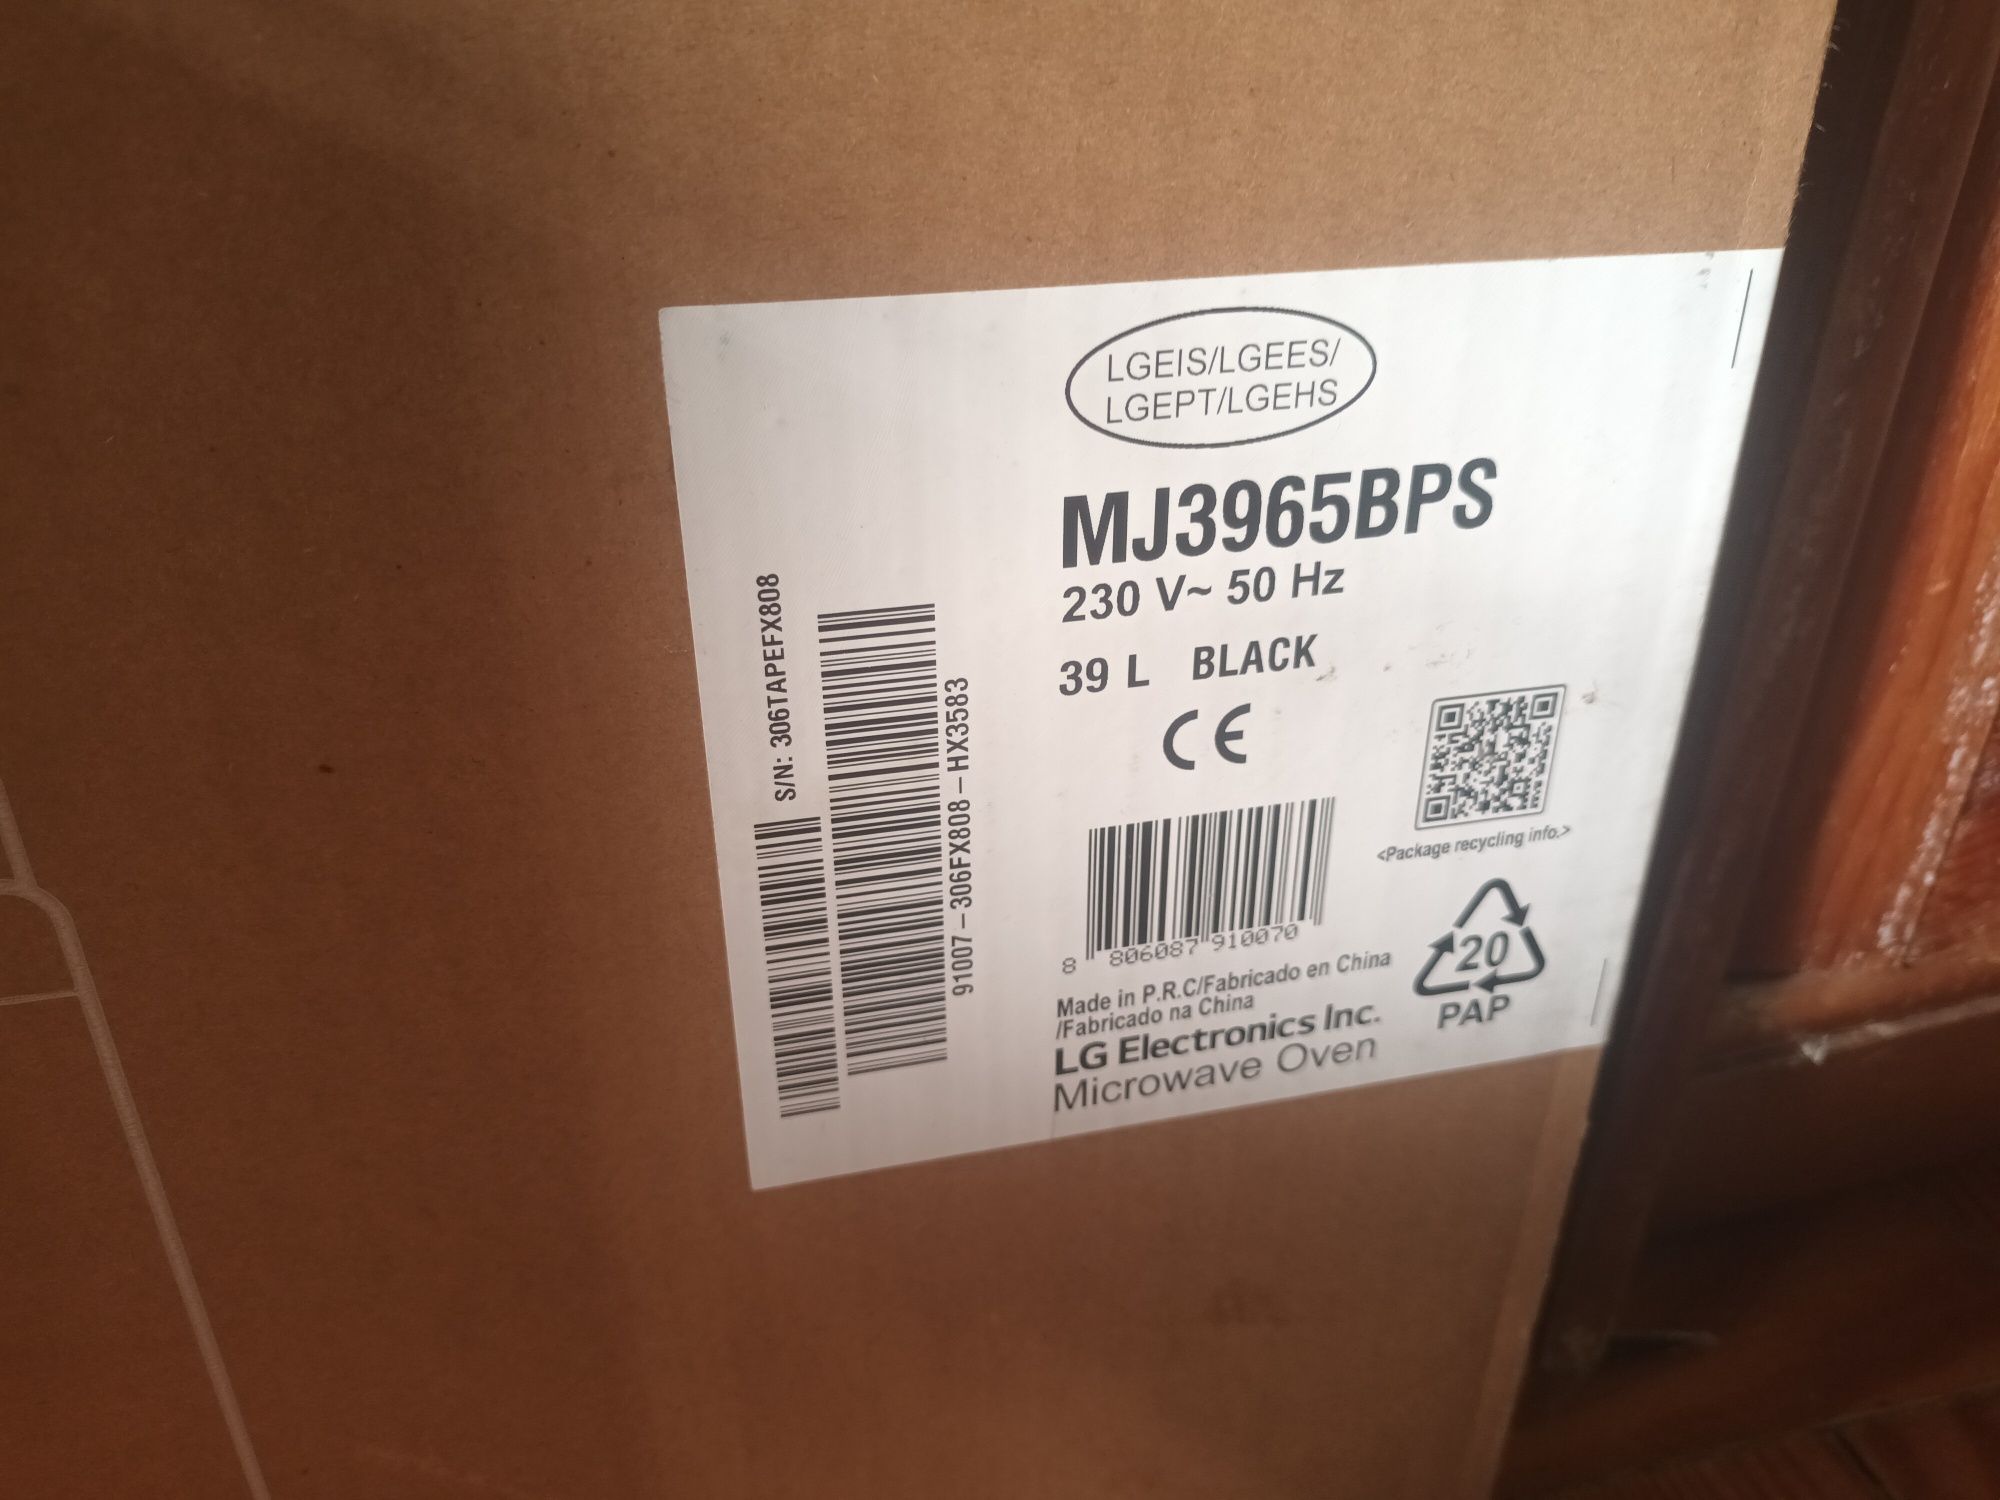 LGEIS/LGEES/
LGEPT/LGEHS
MJ3965BPS
230 V~ 50 Hz
39 L BLACK
CE
<Package recycling info.>
8 806087 910070
Made in P.R.C/Fabricado en China
/Fabricado na China
LG Electronics Inc.
Microwave Oven
20
PAP
S/N: 306TAPEFX808
91007-306FX808-HX3583